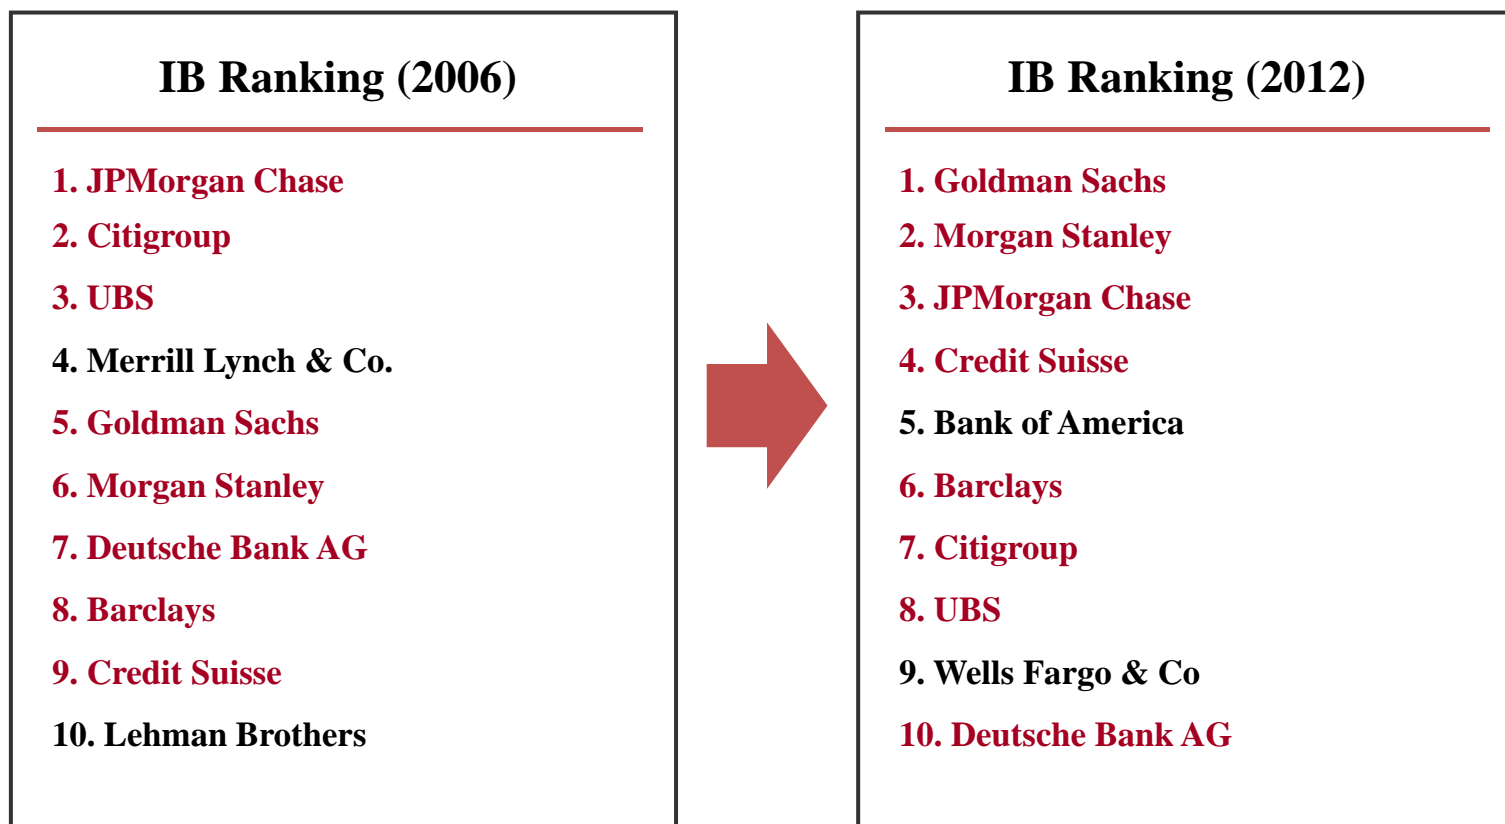 IB Ranking (2006)
1. JPMorgan Chase
2. Citigroup
3. UBS
4. Merrill Lynch & Co.
5. Goldman Sachs
6. Morgan Stanley
7. Deutsche Bank AG
8. Barclays
9. Credit Suisse
10. Lehman Brothers
IB Ranking (2012)
1. Goldman Sachs
2. Morgan Stanley
3. JPMorgan Chase
4. Credit Suisse
5. Bank of America
6. Barclays
7. Citigroup
8. UBS
9. Wells Fargo & Co
10. Deutsche Bank AG